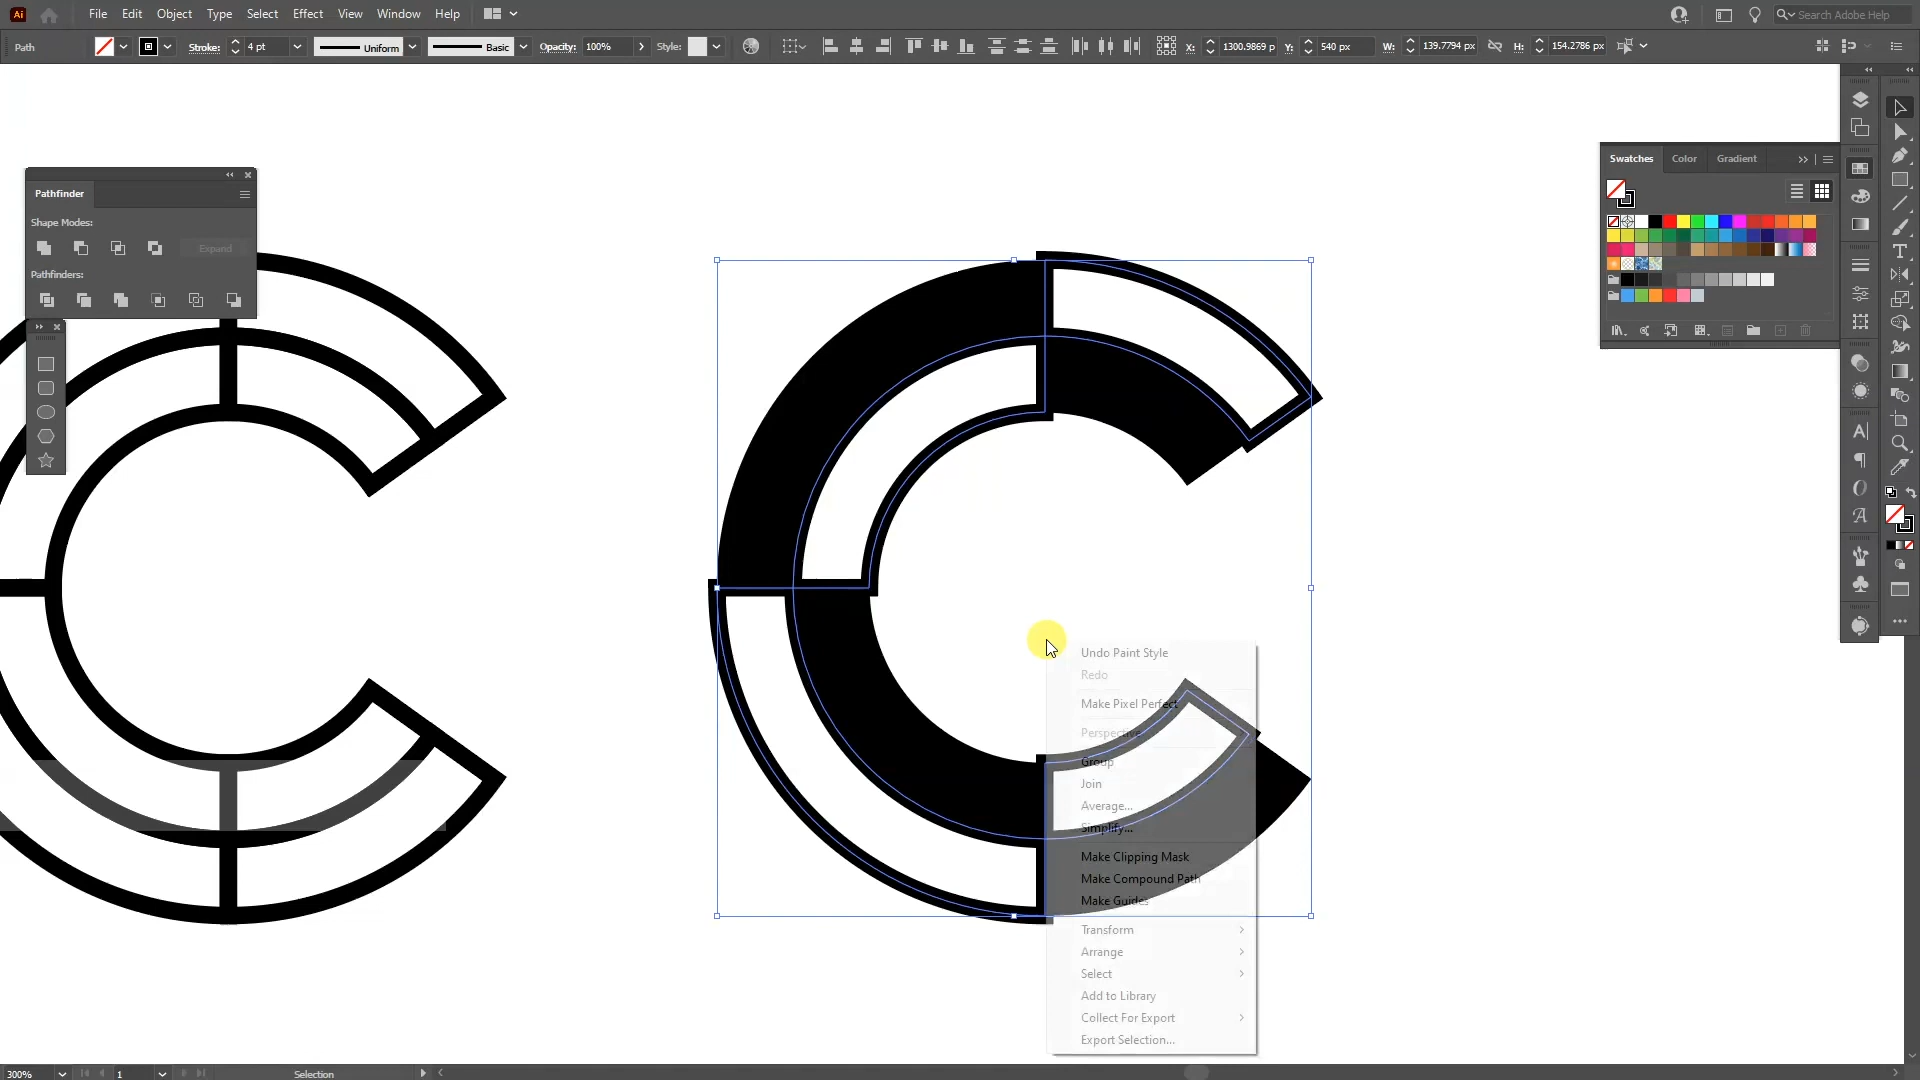 Ai File Edit Object Type Select Effect View Window Help Search Adobe Help
Path Stroke: 4 pt Uniform Basic Opacity: 100% Style: X: 1300.9869 p Y: 540 px W: 139.7794 px H: 154.2786 px
Pathfinder
Shape Modes:
Expand
Pathfinders:
Swatches Color Gradient
Undo Paint Style
Redo
Make Pixel Perfect
Perspective
Group
Join
Average...
Simplify...
Make Clipping Mask
Make Compound Path
Make Guides
Transform
Arrange
Select
Add to Library
Collect For Export
Export Selection...
300% 1 Selection